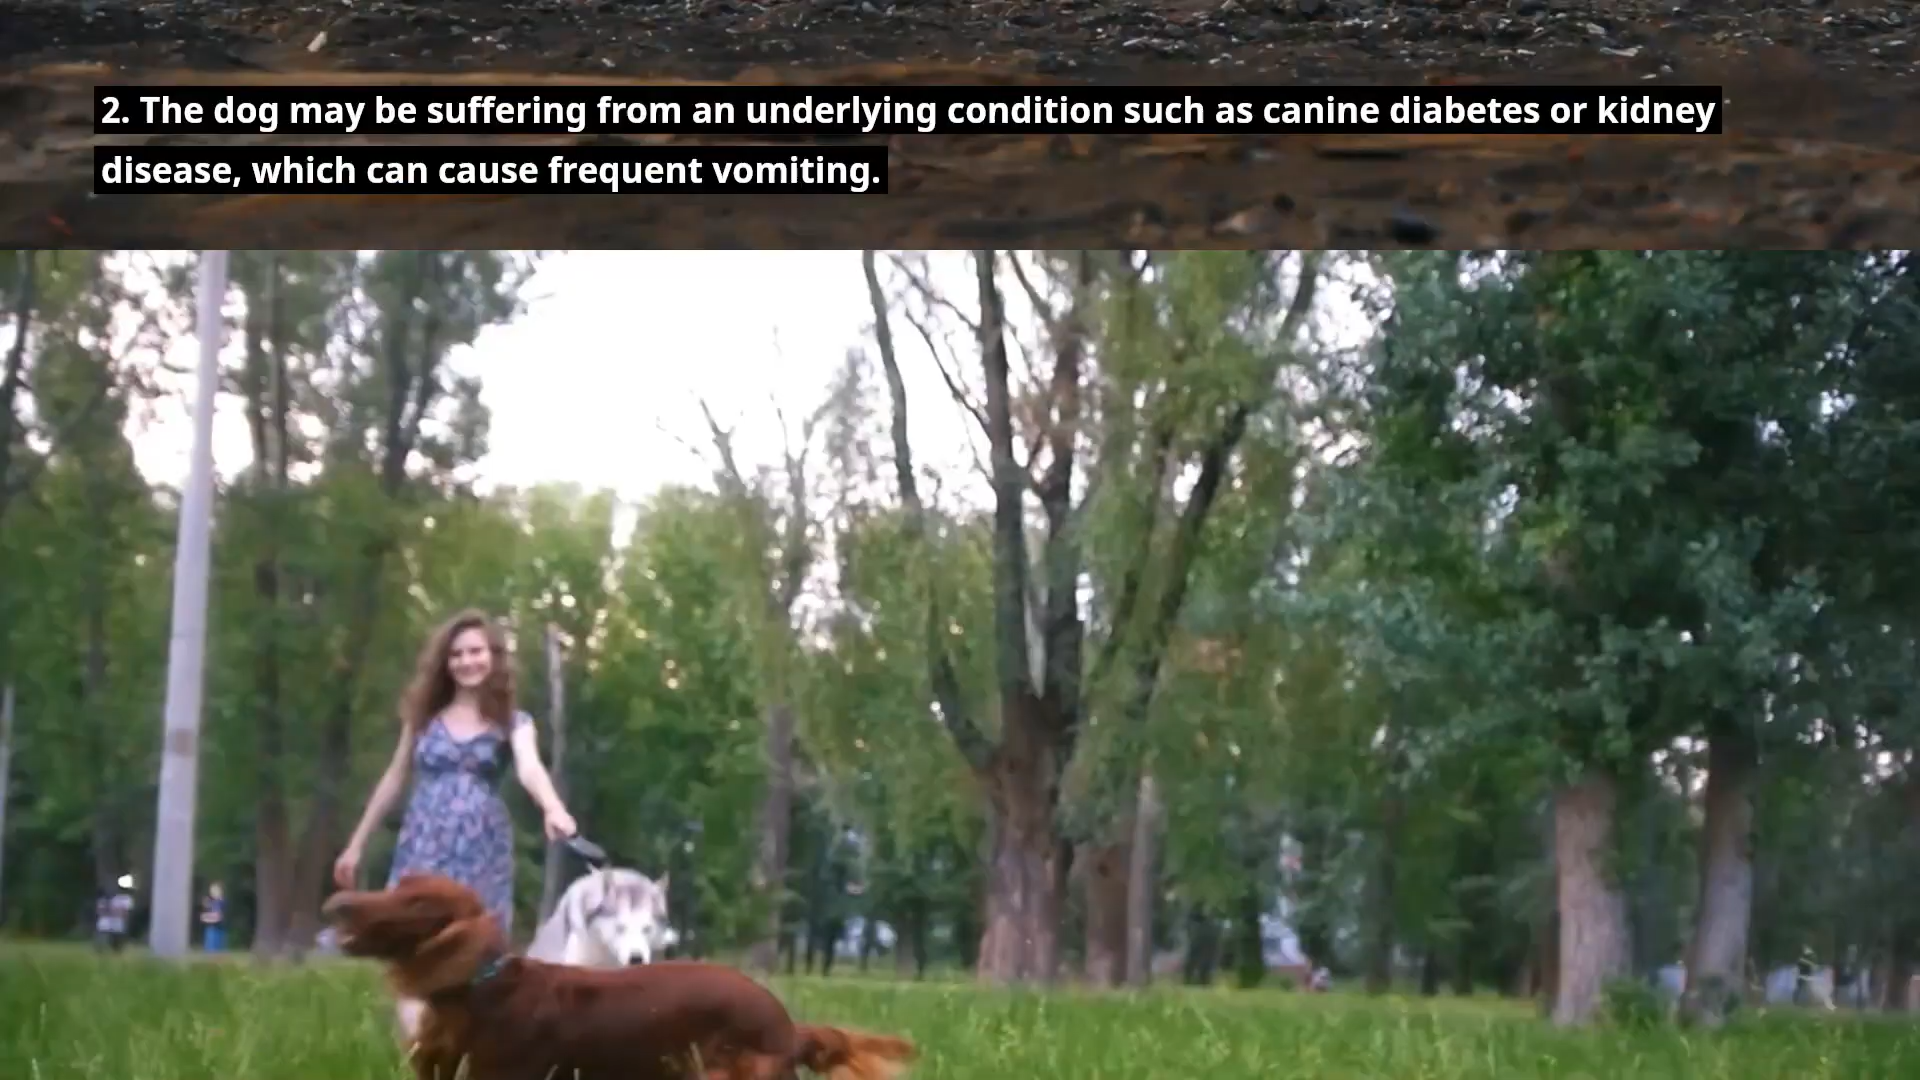 2. The dog may be suffering from an underlying condition such as canine diabetes or kidney
disease, which can cause frequent vomiting.